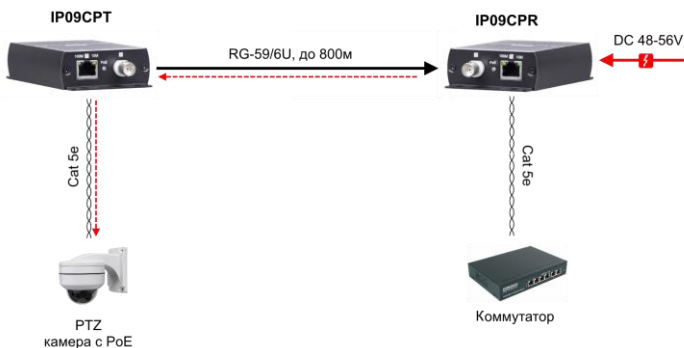 IP09CPT
IP09CPR
RG-59/6U, до 800м
DC 48-56V
Cat 5e
Cat 5e
PTZ
камера с PoE
Коммутатор